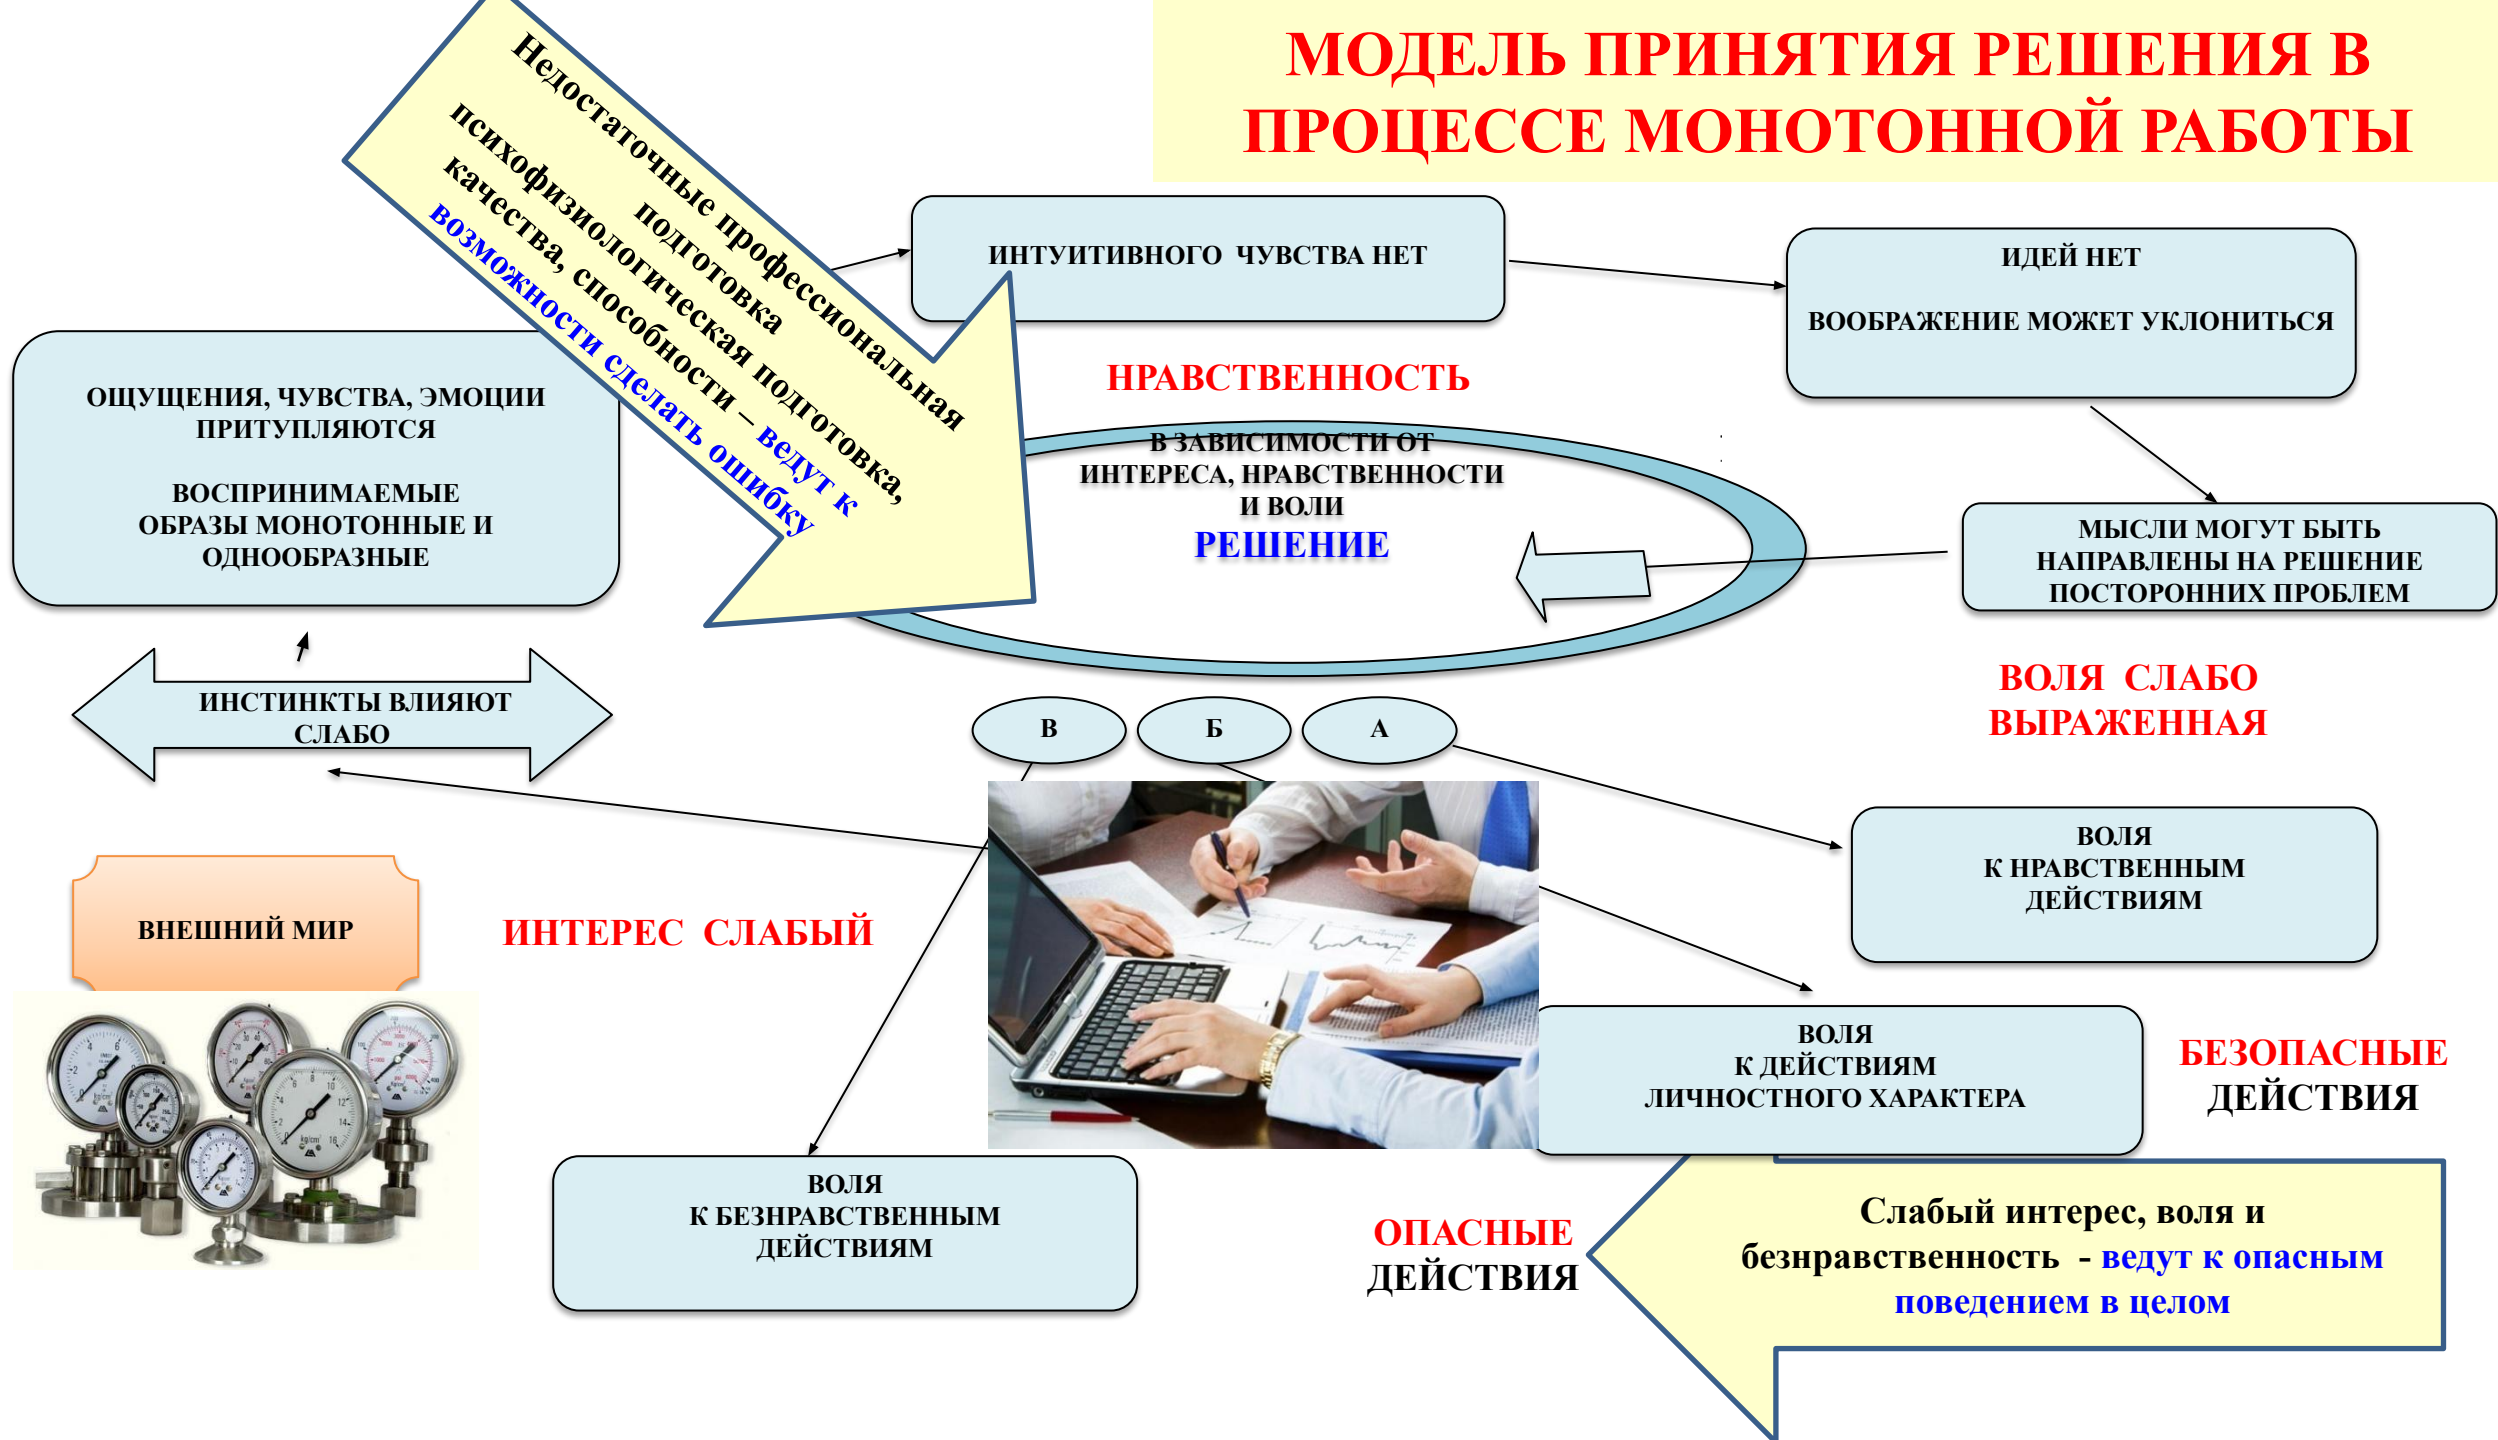 МОДЕЛЬ ПРИНЯТИЯ РЕШЕНИЯ В
ПРОЦЕССЕ МОНОТОННОЙ РАБОТЫ
Недостаточные профессиональная
подготовка
психофизиологическая подготовка,
качества, способности – ведут к
возможности сделать ошибку
ИНТУИТИВНОГО ЧУВСТВА НЕТ
ИДЕЙ НЕТ
ВООБРАЖЕНИЕ МОЖЕТ УКЛОНИТЬСЯ
ОЩУЩЕНИЯ, ЧУВСТВА, ЭМОЦИИ
ПРИТУПЛЯЮТСЯ
ВОСПРИНИМАЕМЫЕ
ОБРАЗЫ МОНОТОННЫЕ И
ОДНООБРАЗНЫЕ
НРАВСТВЕННОСТЬ
В ЗАВИСИМОСТИ ОТ
ИНТЕРЕСА, НРАВСТВЕННОСТИ
И ВОЛИ
РЕШЕНИЕ
МЫСЛИ МОГУТ БЫТЬ
НАПРАВЛЕНЫ НА РЕШЕНИЕ
ПОСТОРОННИХ ПРОБЛЕМ
ИНСТИНКТЫ ВЛИЯЮТ
СЛАБО
ВОЛЯ СЛАБО
ВЫРАЖЕННАЯ
В
Б
А
ВОЛЯ
К НРАВСТВЕННЫМ
ДЕЙСТВИЯМ
ВНЕШНИЙ МИР
ИНТЕРЕС СЛАБЫЙ
ВОЛЯ
К ДЕЙСТВИЯМ
ЛИЧНОСТНОГО ХАРАКТЕРА
БЕЗОПАСНЫЕ
ДЕЙСТВИЯ
ВОЛЯ
К БЕЗНРАВСТВЕННЫМ
ДЕЙСТВИЯМ
ОПАСНЫЕ
ДЕЙСТВИЯ
Слабый интерес, воля и
безнравственность - ведут к опасным
поведением в целом